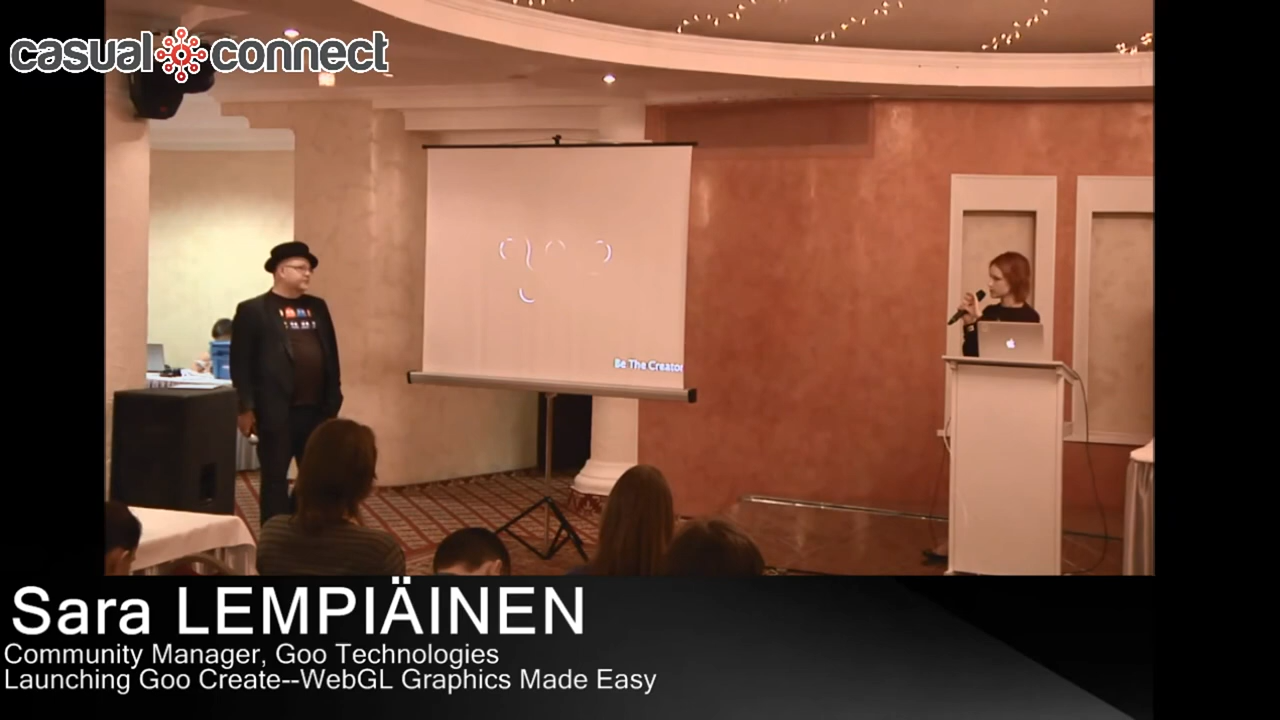 casual connect
Be The Creator
Sara LEMPIÄINEN
Community Manager, Goo Technologies
Launching Goo Create--WebGL Graphics Made Easy